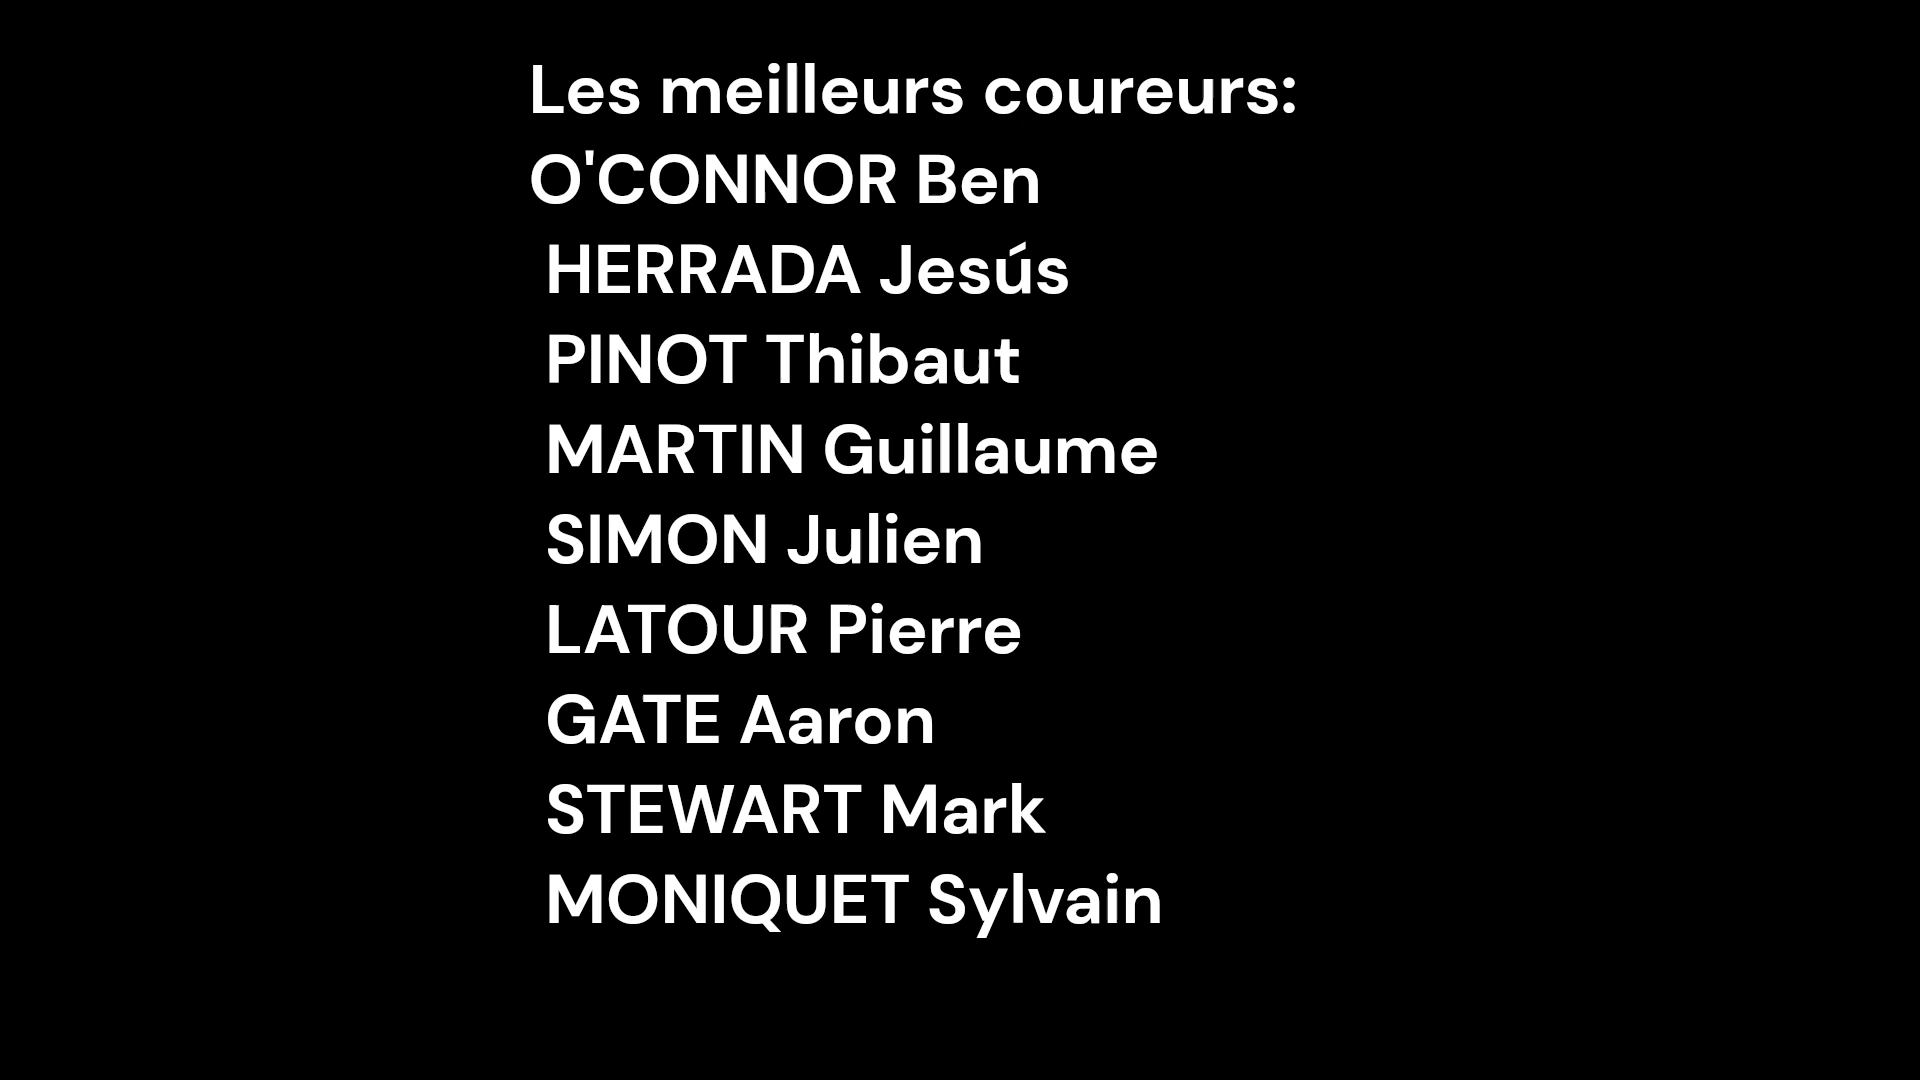 Les meilleurs coureurs:
O'CONNOR Ben
HERRADA Jesús
PINOT Thibaut
MARTIN Guillaume
SIMON Julien
LATOUR Pierre
GATE Aaron
STEWART Mark
MONIQUET Sylvain